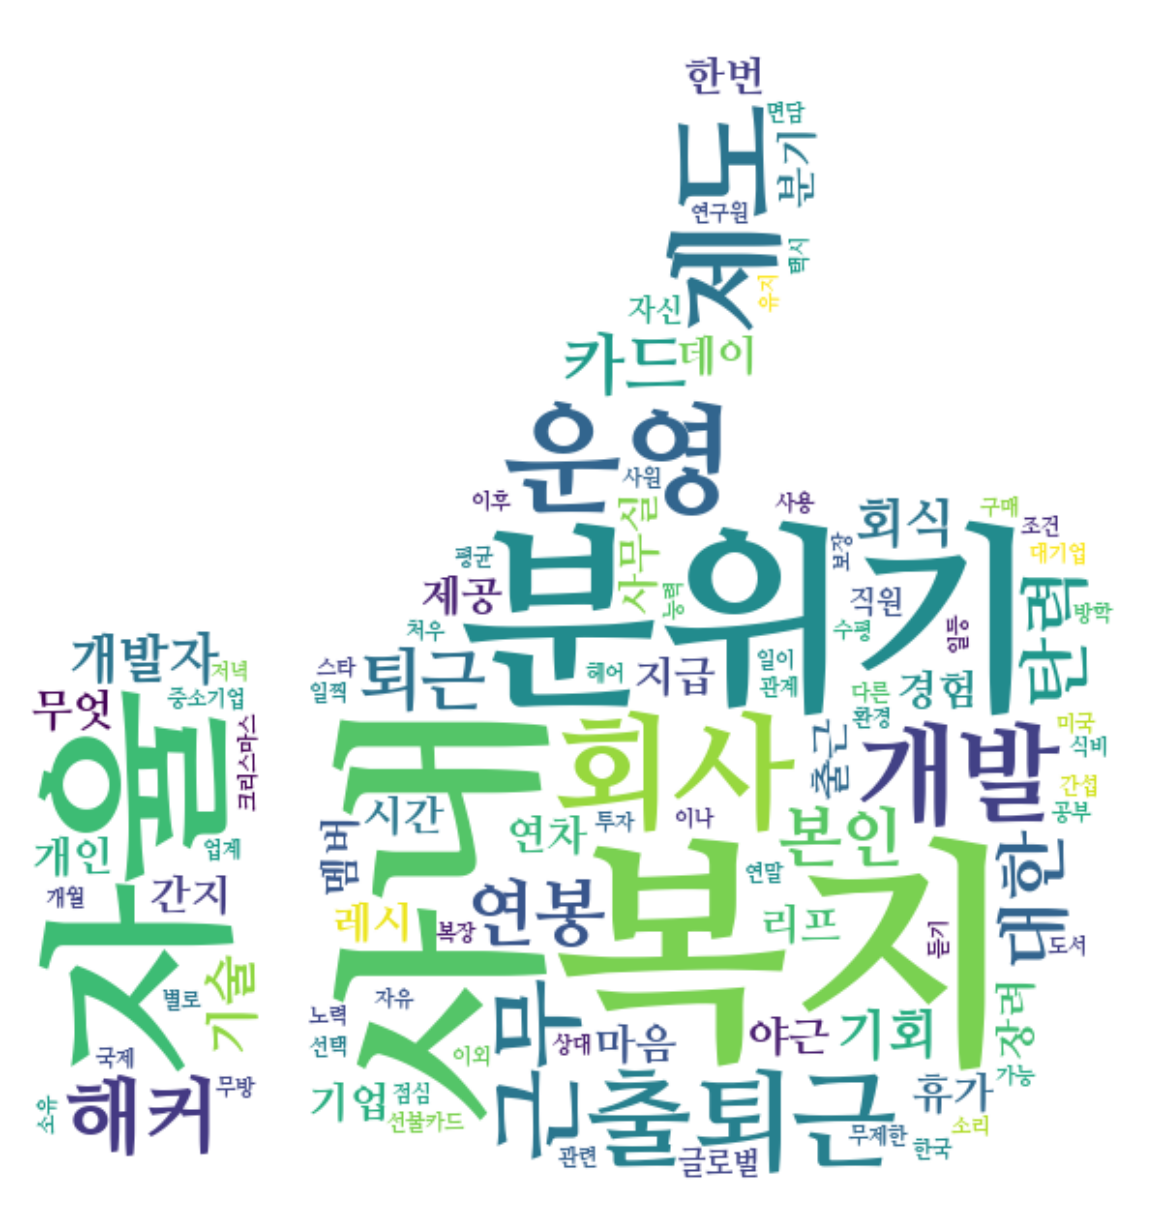 한번
면담
제도
분기
연구원
택시
유지
자신
카드
데이
운영
사원
이후
사무실
사용
회식
구매
조건
대기업
분위기
평균
보장
제공
능력
직원
탄력
방학
처우
수평
일등
개발자
저녁
스타
퇴근
헤어
지급
일이
관계
경험
일찍
다른
무엇
중소기업
환경
미국
자율
크리스마스
사내
회사
출근
개발
식비
시간
간섭
멤버
연차
투자
이나
본인
공부
개인
업계
대한
복지
연말
개월
간지
연봉
레시
복장
리프
듣기
도서
기술
별로
자유
근무
노력
장려
선택
이외
상대
마음
야근
기회
국제
해커
무방
기업
점심
출퇴근
휴가
가능
소유
선불카드
무제한
소리
관련
글로벌
한국